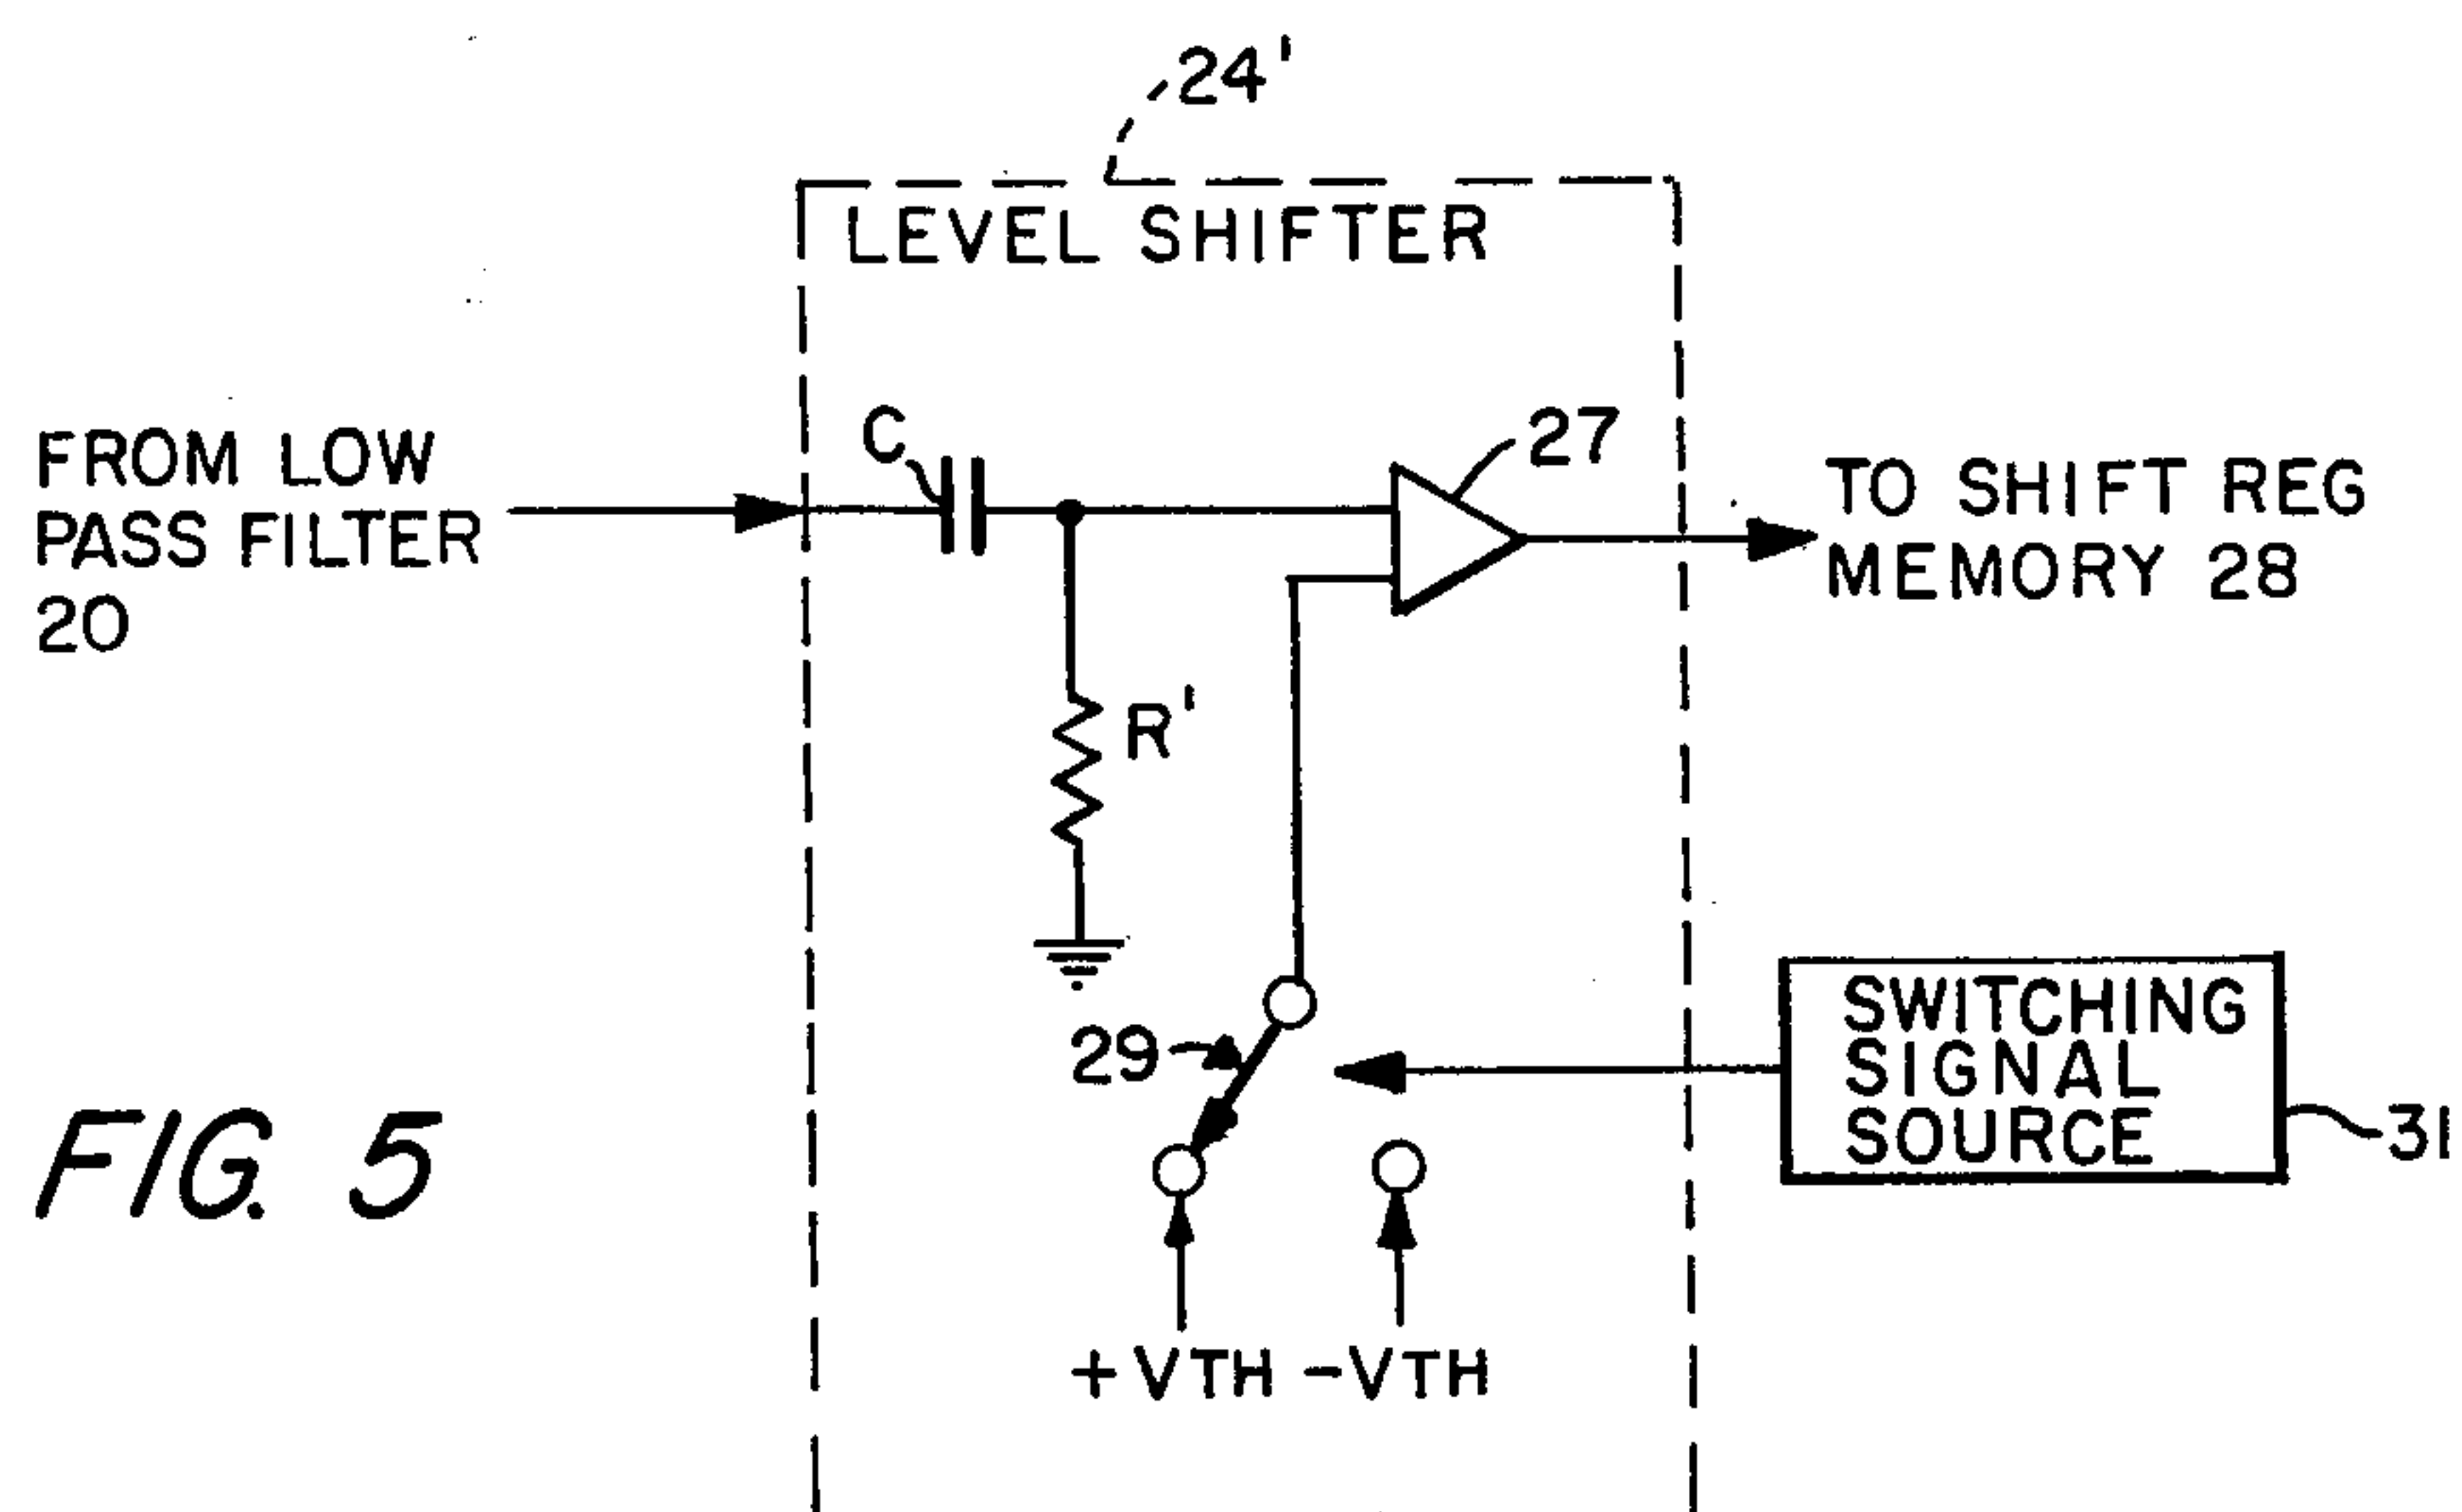 24'
LEVEL SHIFTER
C
27
FROM LOW
PASS FILTER
20
TO SHIFT REG
MEMORY 28
R'
29
SWITCHING
SIGNAL
SOURCE
31
+VTH -VTH
FIG. 5